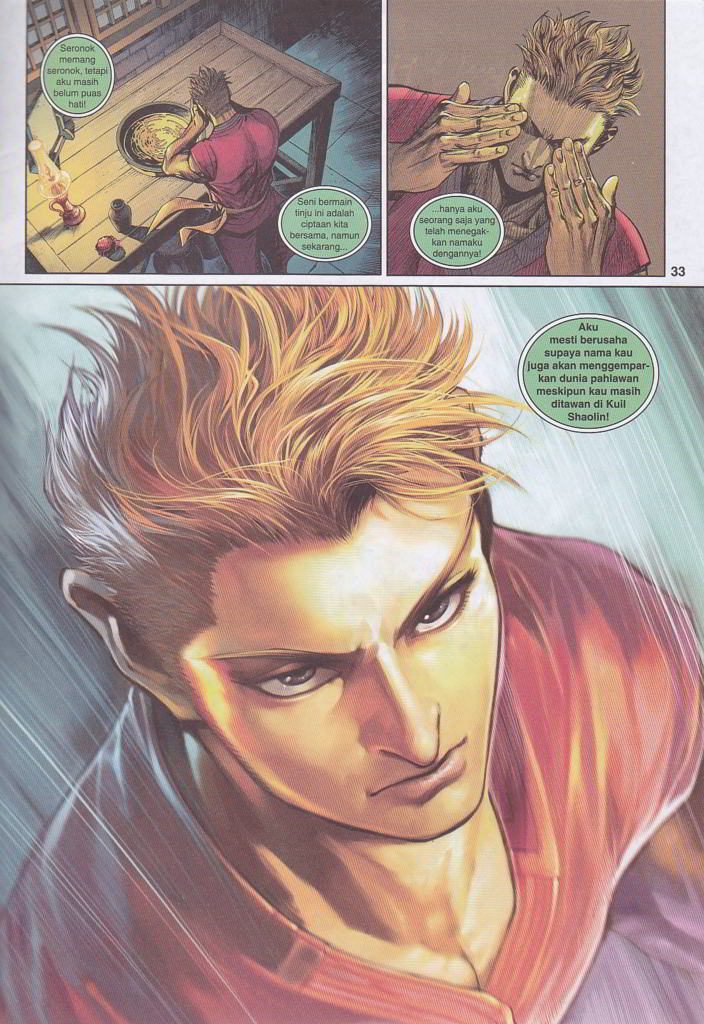 Seronok
memang
seronok, tetapi
aku masih
belum puas
hati!
Seni bermain
tinju ini adalah
ciptaan kita
bersama, namun
sekarang...
...hanya aku
seorang saja yang
telah menegak-
kan namaku
dengannya!
33
Aku
mesti berusaha
supaya nama kau
juga akan menggempar-
kan dunia pahlawan
meskipun kau masih
ditawan di Kuil
Shaolin!